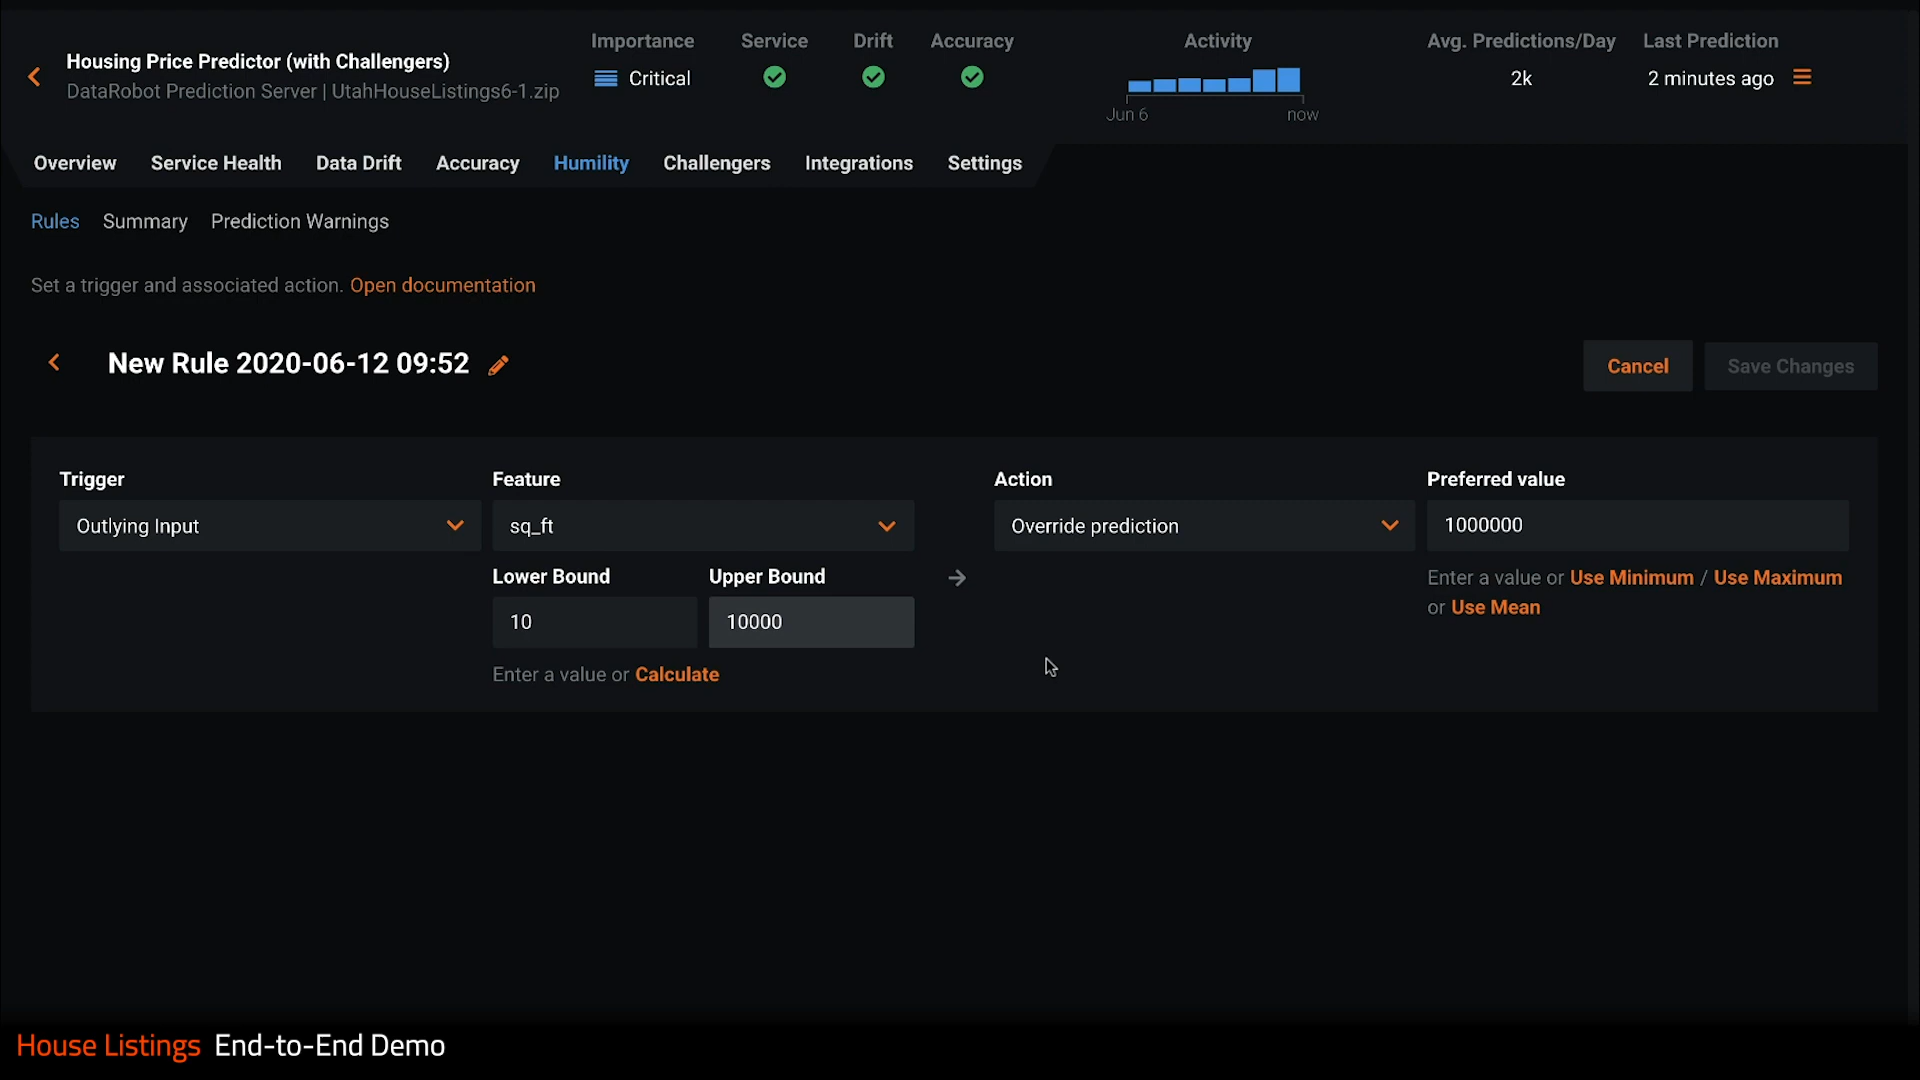 Housing Price Predictor (with Challengers)
DataRobot Prediction Server | UtahHouseListings6-1.zip
Importance
Critical
Service
Drift
Accuracy
Activity
Jun 6
now
Avg. Predictions/Day
2k
Last Prediction
2 minutes ago
Overview Service Health Data Drift Accuracy Humility Challengers Integrations Settings
Rules Summary Prediction Warnings
Set a trigger and associated action. Open documentation
New Rule 2020-06-12 09:52
Cancel
Save Changes
Trigger
Outlying Input
Feature
sq_ft
Lower Bound
10
Upper Bound
10000
Enter a value or Calculate
Action
Override prediction
Preferred value
1000000
Enter a value or Use Minimum / Use Maximum
or Use Mean
House Listings End-to-End Demo